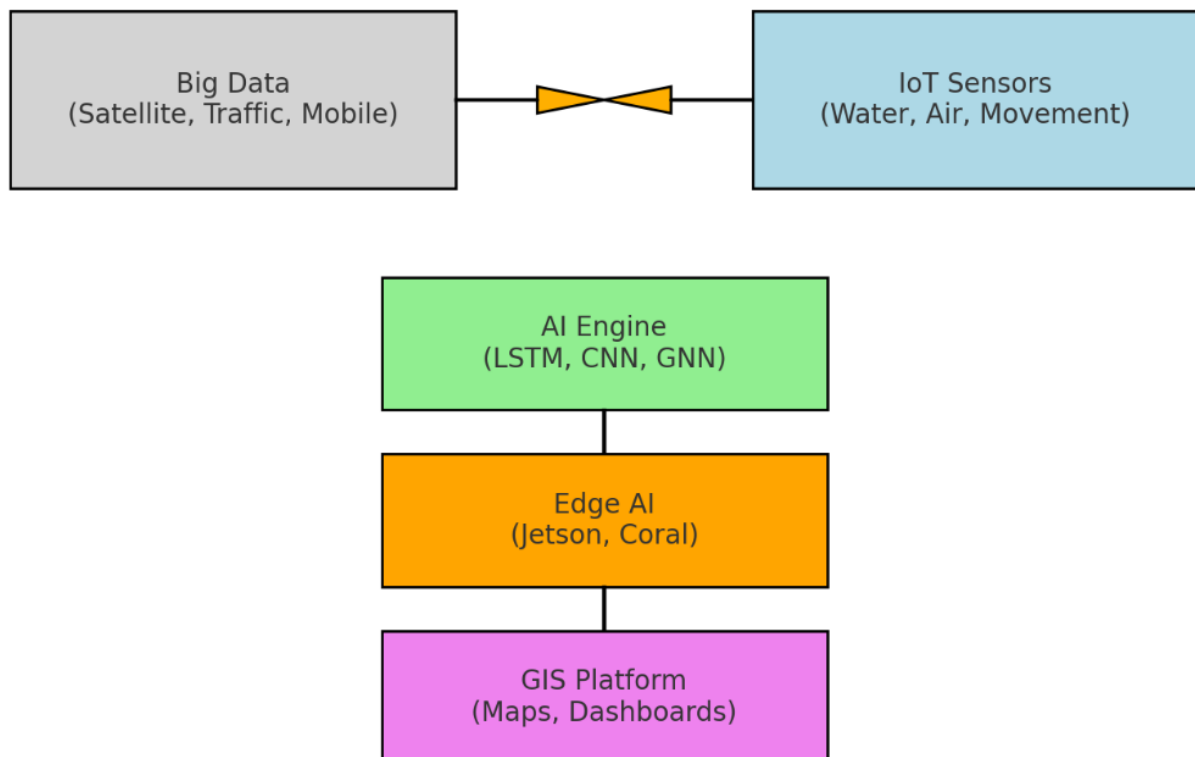 Big Data
(Satellite, Traffic, Mobile)
IoT Sensors
(Water, Air, Movement)
AI Engine
(LSTM, CNN, GNN)
Edge AI
(Jetson, Coral)
GIS Platform
(Maps, Dashboards)